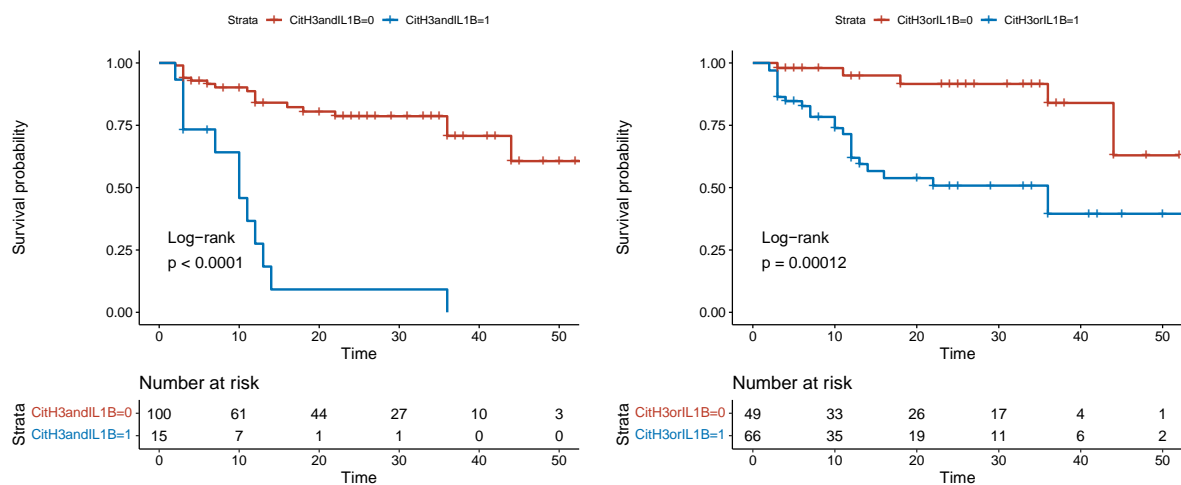 Strata CitH3andIL1B=0 CitH3andIL1B=1
1.00
0.75
0.50
0.25
0.00
Survival probability
Log−rank
p < 0.0001
0 10 20 30 40 50
Time
Number at risk
Strata
CitH3andIL1B=0 100 61 44 27 10 3
CitH3andIL1B=1 15 7 1 1 0 0
0 10 20 30 40 50
Time
Strata CitH3orIL1B=0 CitH3orIL1B=1
1.00
0.75
0.50
0.25
0.00
Survival probability
Log−rank
p = 0.00012
0 10 20 30 40 50
Time
Number at risk
Strata
CitH3orIL1B=0 49 33 26 17 4 1
CitH3orIL1B=1 66 35 19 11 6 2
0 10 20 30 40 50
Time